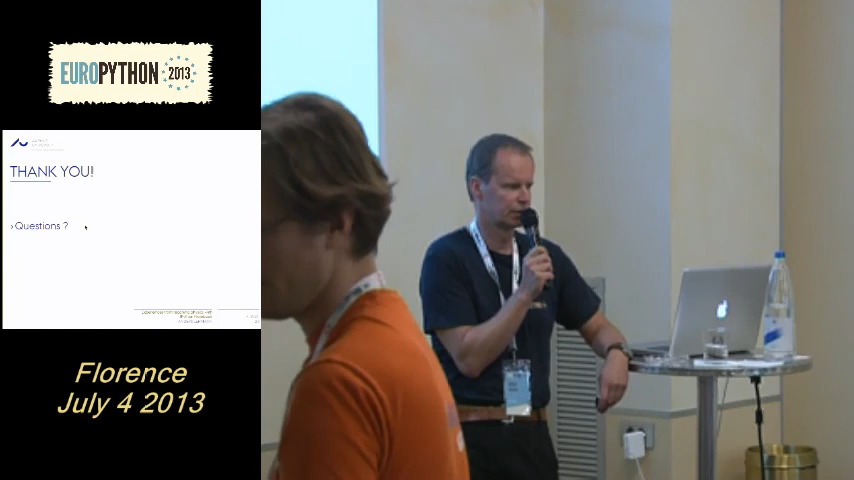 EUROPYTHON 2013
THANK YOU!
› Questions ?
Florence
July 4 2013